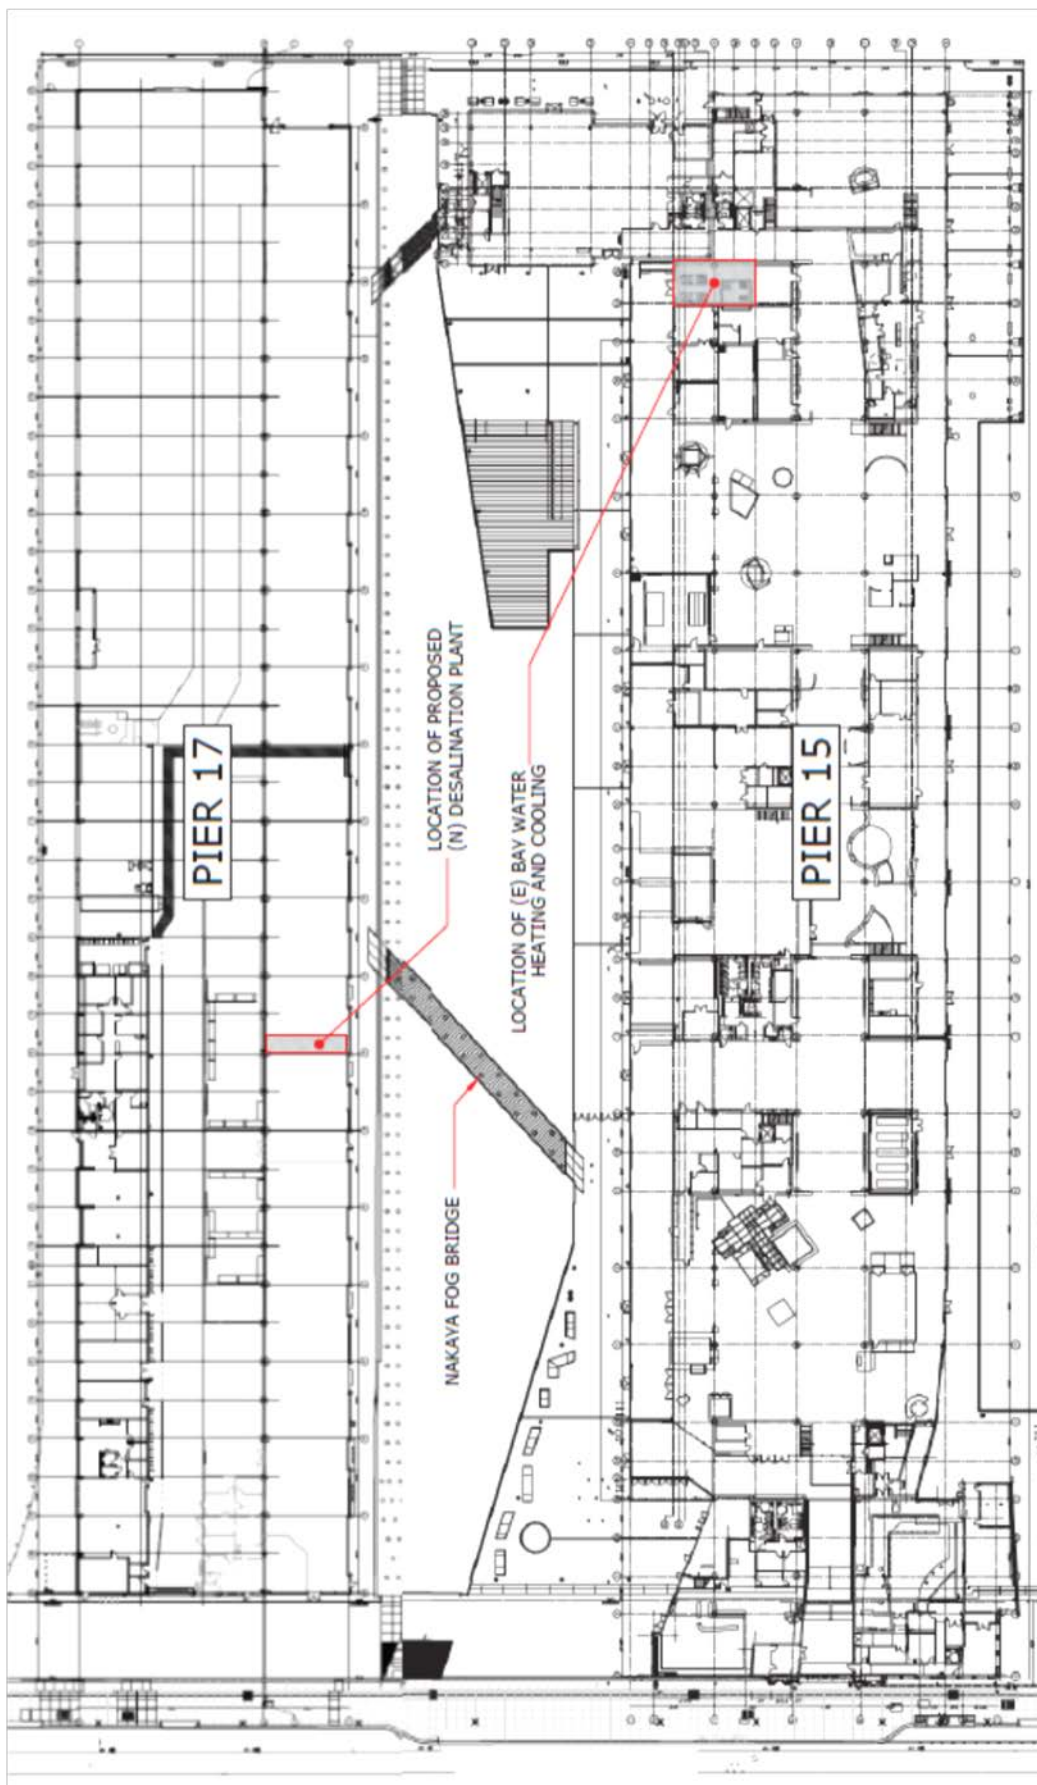 LOCATION OF PROPOSED
(N) DESALINATION PLANT
PIER 17
LOCATION OF (E) BAY WATER
HEATING AND COOLING
PIER 15
NAKAYA FOG BRIDGE